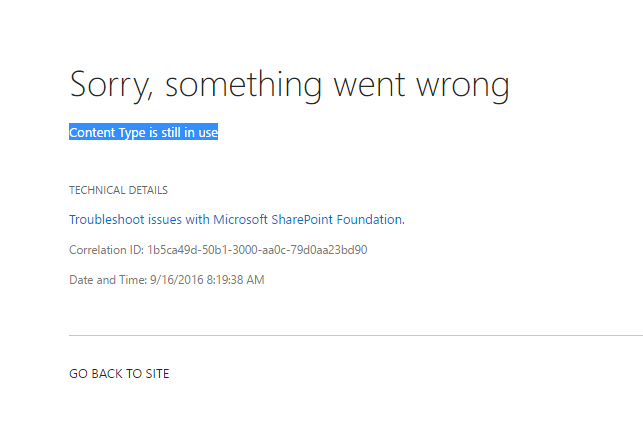 Sorry, something went wrong
Content Type is still in use
TECHNICAL DETAILS
Troubleshoot issues with Microsoft SharePoint Foundation.
Correlation ID: 1b5ca49d-50b1-3000-aa0c-79d0aa23bd90
Date and Time: 9/16/2016 8:19:38 AM
GO BACK TO SITE